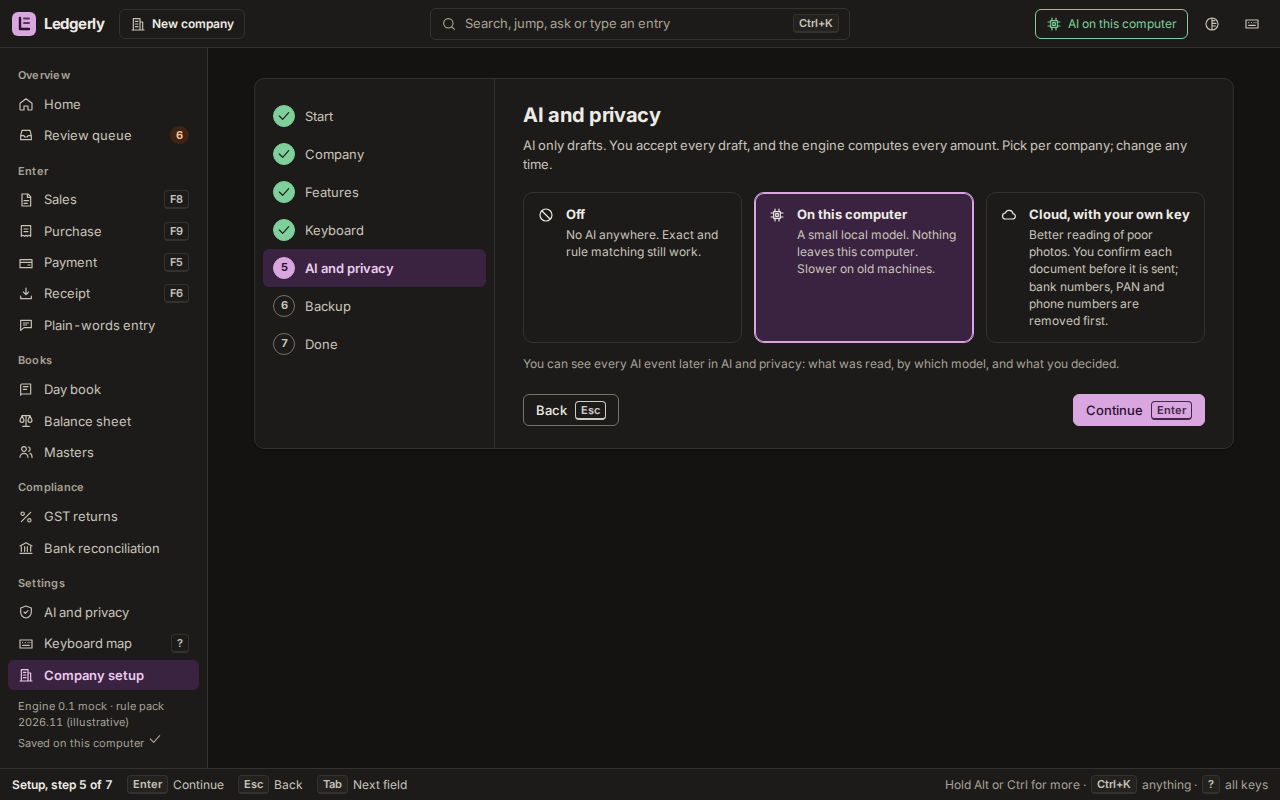 Ledgerly
New company
Search, jump, ask or type an entry
Ctrl+K
AI on this computer
Overview
Home
Review queue
6
Enter
Sales
F8
Purchase
F9
Payment
F5
Receipt
F6
Plain-words entry
Books
Day book
Balance sheet
Masters
Compliance
GST returns
Bank reconciliation
Settings
AI and privacy
Keyboard map
?
Company setup
Engine 0.1 mock · rule pack
2026.11 (illustrative)
Saved on this computer
Start
Company
Features
Keyboard
5
AI and privacy
6
Backup
7
Done
AI and privacy
AI only drafts. You accept every draft, and the engine computes every amount. Pick per company; change any
time.
Off
No AI anywhere. Exact and
rule matching still work.
On this computer
A small local model. Nothing
leaves this computer.
Slower on old machines.
Cloud, with your own key
Better reading of poor
photos. You confirm each
document before it is sent;
bank numbers, PAN and
phone numbers are
removed first.
You can see every AI event later in AI and privacy: what was read, by which model, and what you decided.
Back Esc
Continue Enter
Setup, step 5 of 7
Enter Continue
Esc Back
Tab Next field
Hold Alt or Ctrl for more · Ctrl+K anything · ? all keys